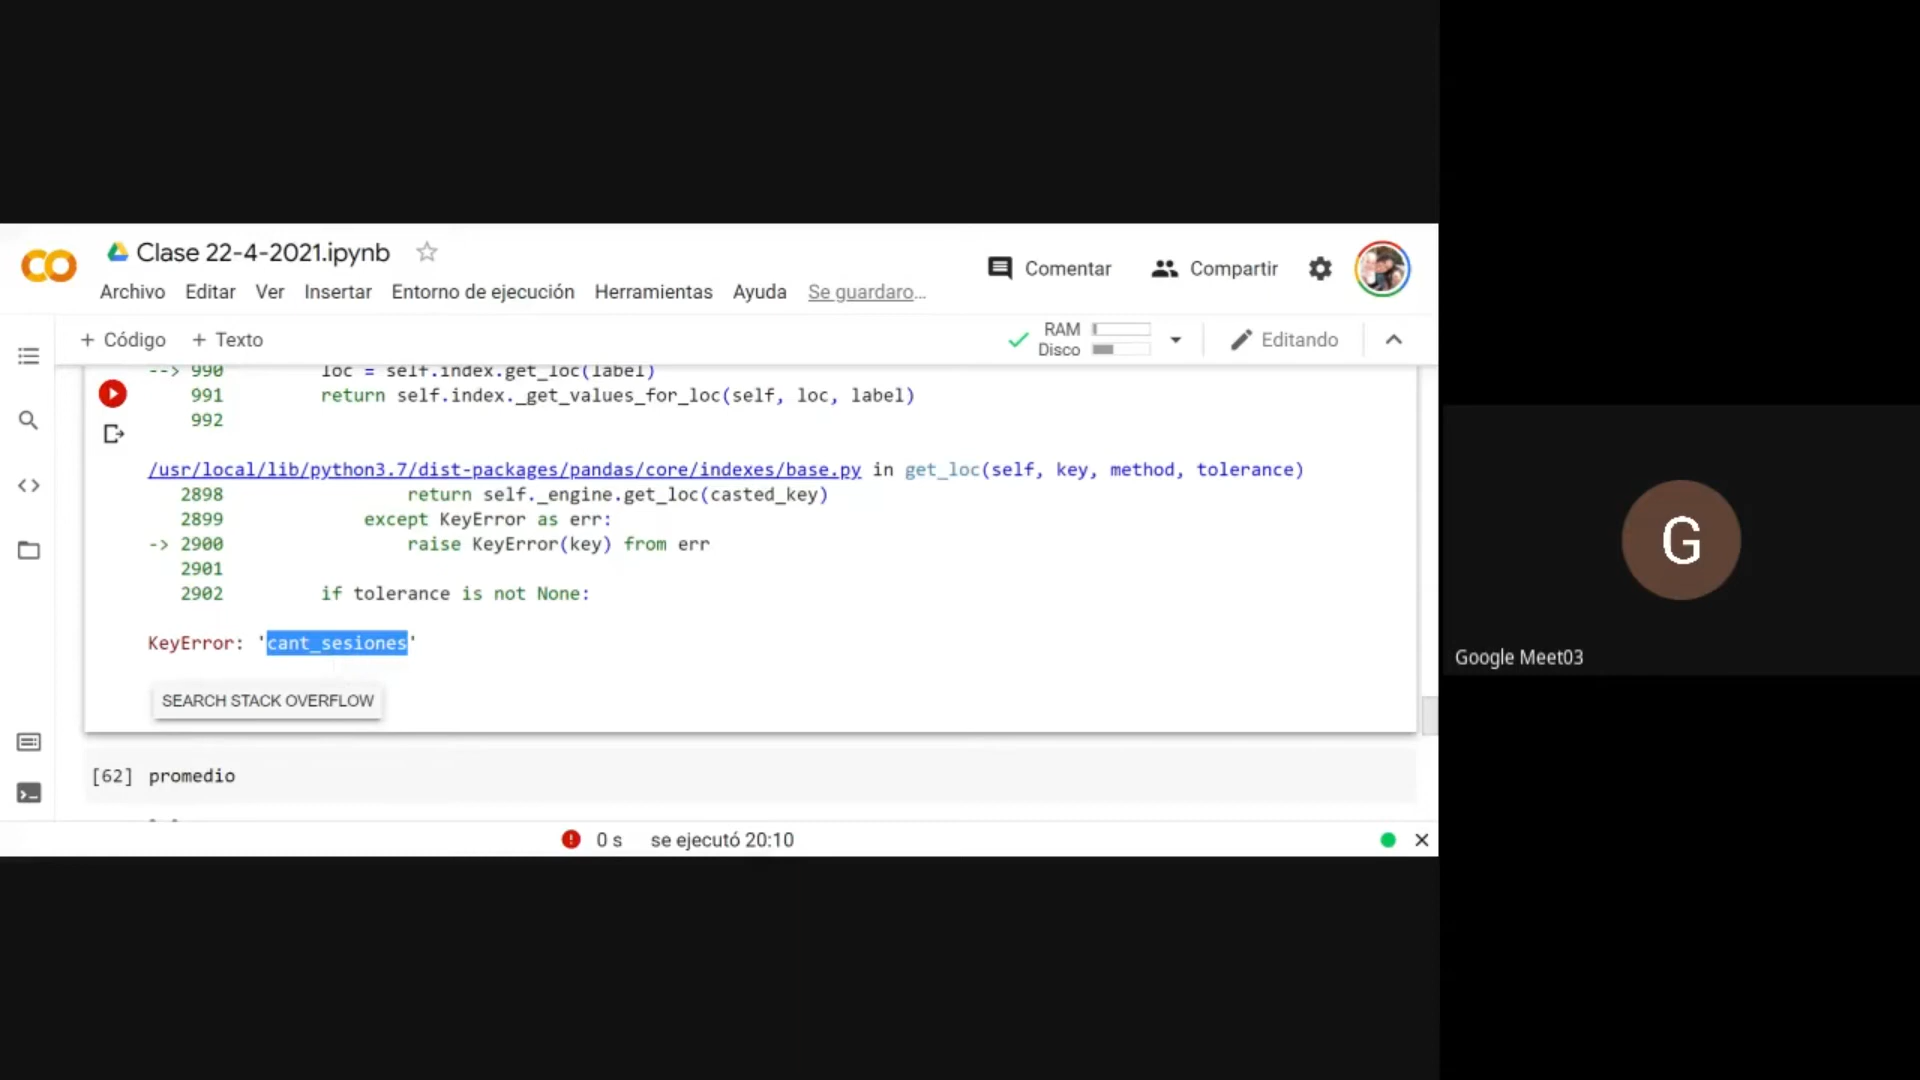 Clase 22-4-2021.ipynb
Comentar
Compartir
Archivo Editar Ver Insertar Entorno de ejecución Herramientas Ayuda Se guardaro...
+ Código + Texto
RAM
Disco
Editando
--> 990 loc = self.index.get_loc(label)
991 return self.index._get_values_for_loc(self, loc, label)
992
/usr/local/lib/python3.7/dist-packages/pandas/core/indexes/base.py in get_loc(self, key, method, tolerance)
2898 return self._engine.get_loc(casted_key)
2899 except KeyError as err:
-> 2900 raise KeyError(key) from err
2901
2902 if tolerance is not None:
KeyError: 'cant_sesiones'
SEARCH STACK OVERFLOW
[62] promedio
0 s se ejecutó 20:10
G
Google Meet03